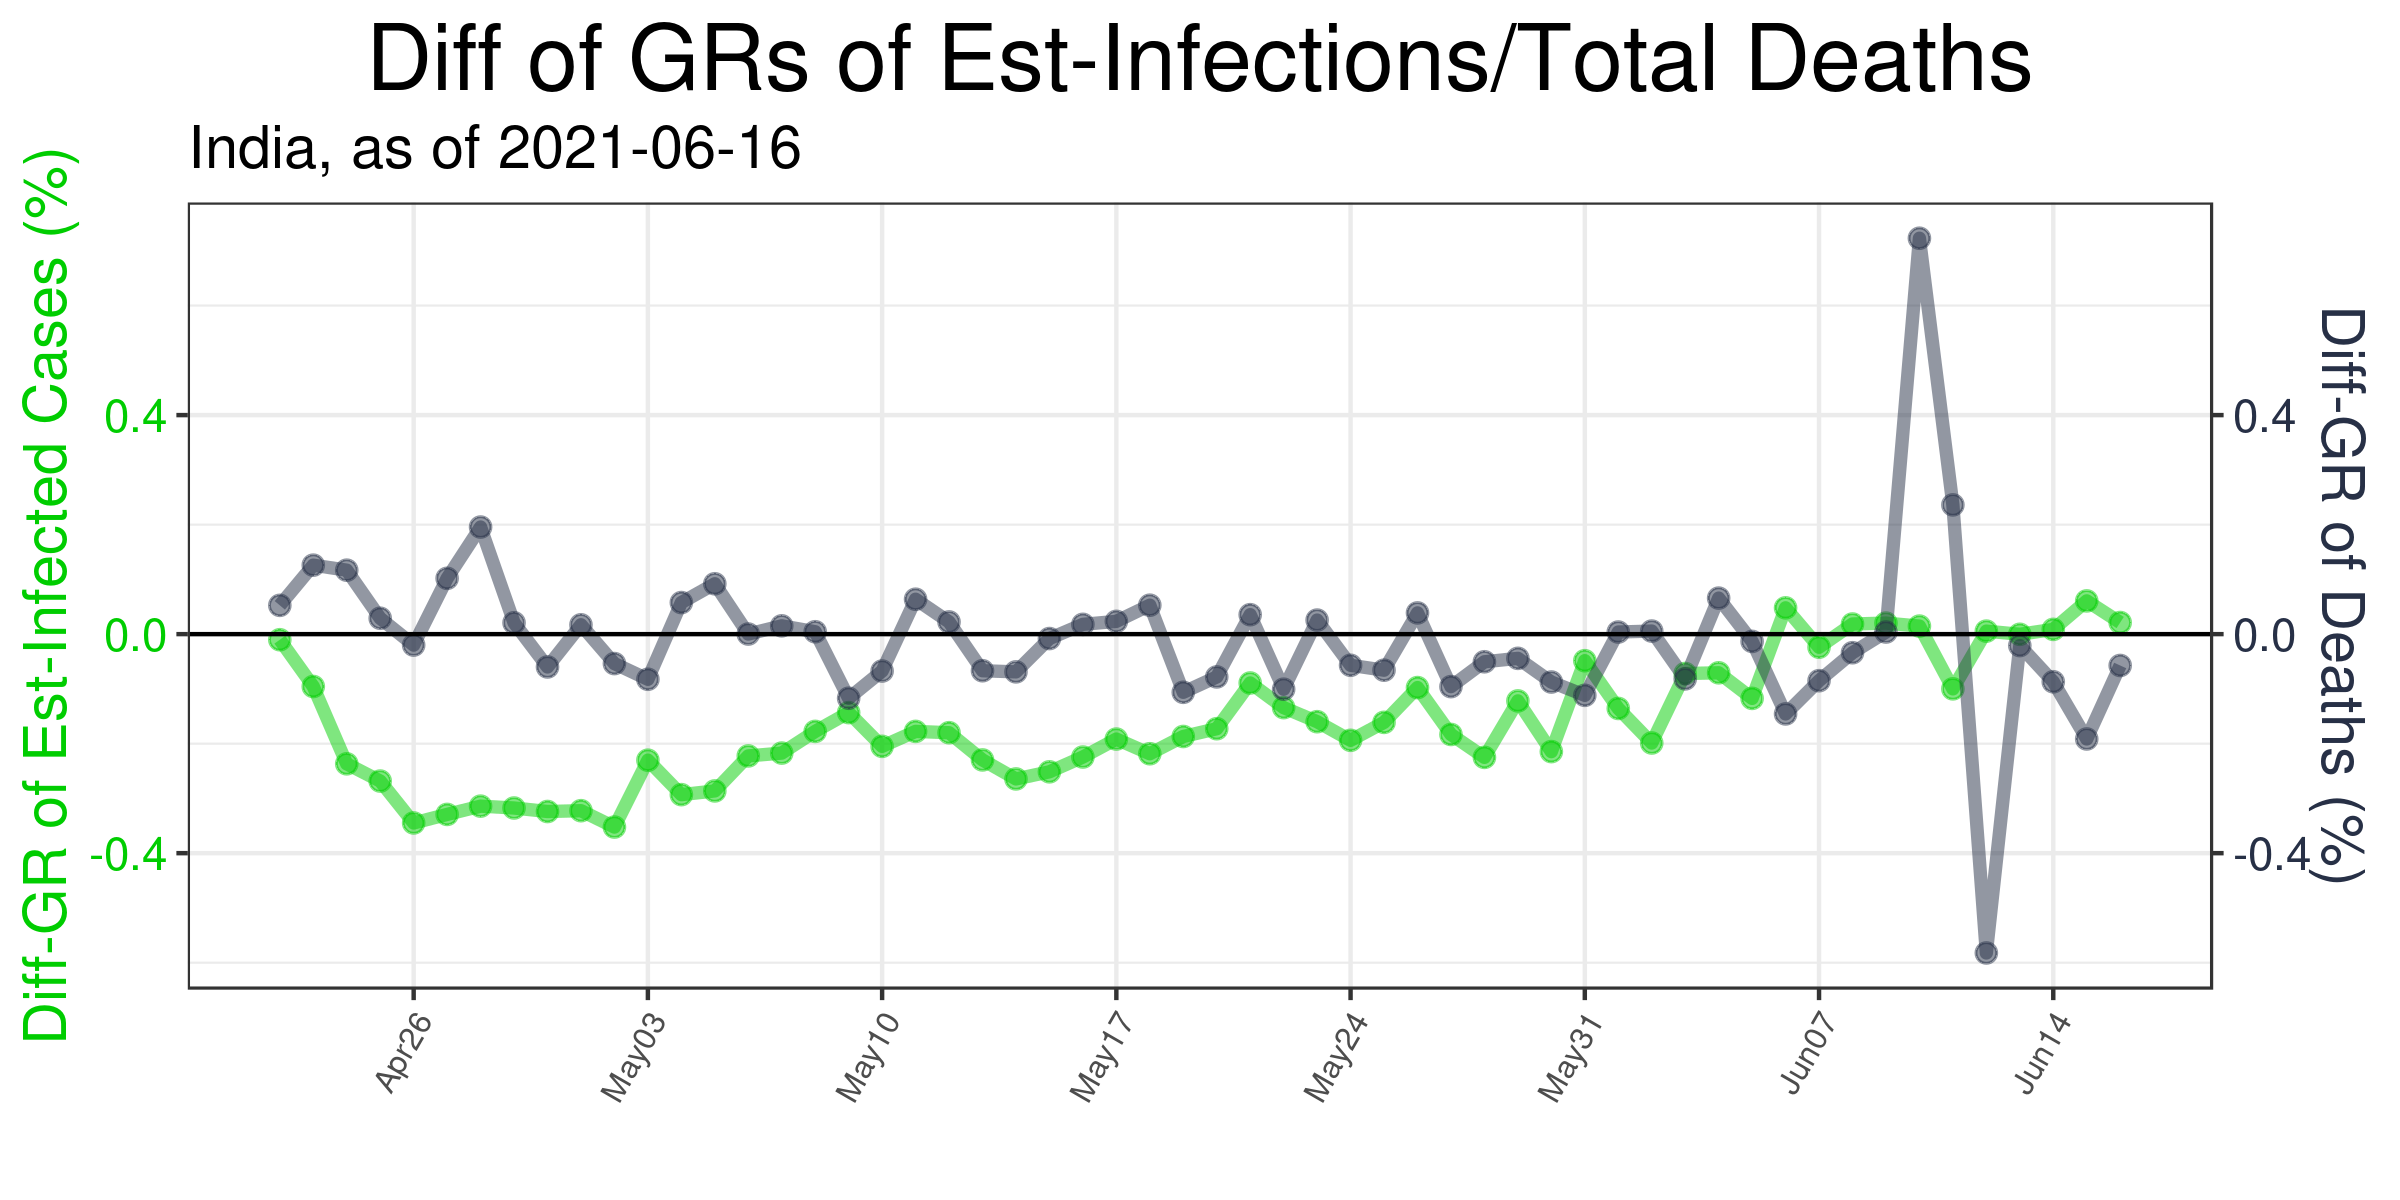 Diff of GRs of Est-Infections/Total Deaths
India, as of 2021-06-16
Diff-GR of Est-Infected Cases (%)
0.4
0.0
-0.4
0.4
0.0
-0.4
Diff-GR of Deaths (%)
Apr26
May03
May10
May17
May24
May31
Jun07
Jun14